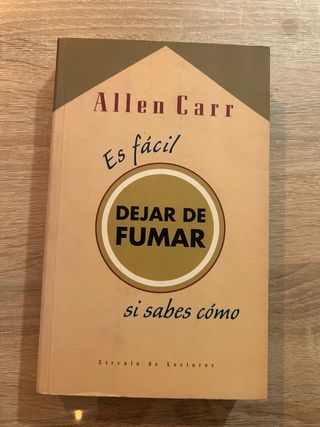 Allen Carr
Es fácil
DEJAR DE
FUMAR
si sabes cómo
Círculo de Lectores